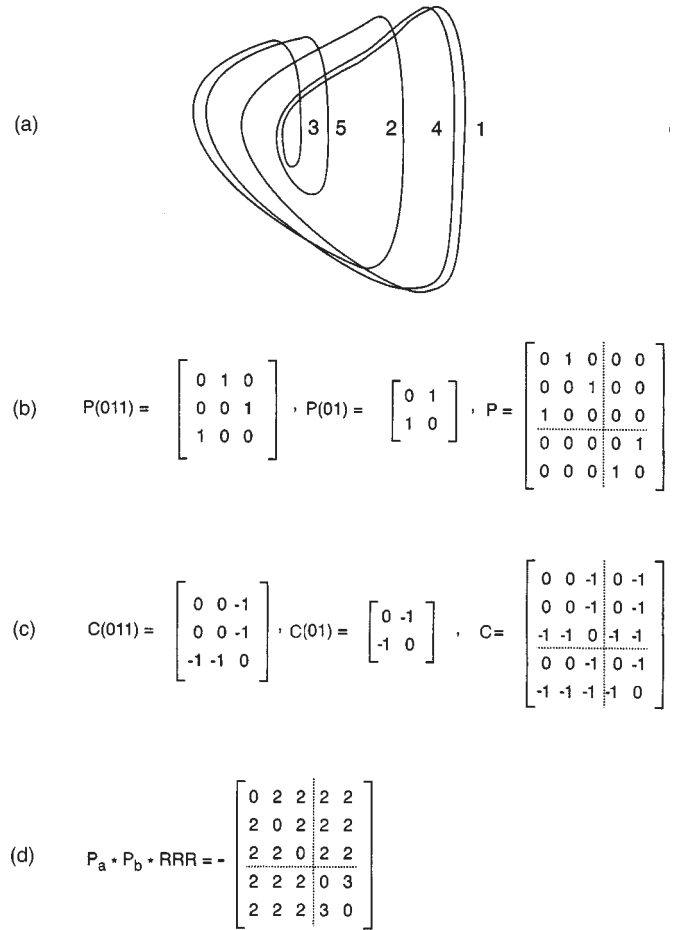 (a)
3 5 2 4 1
(b)
P(011) =
0 1 0
0 0 1
1 0 0
, P(01) =
0 1
1 0
, P =
0 1 0 0 0
0 0 1 0 0
1 0 0 0 0
0 0 0 0 1
0 0 0 1 0
(c)
C(011) =
0 0 -1
0 0 -1
-1 -1 0
, C(01) =
0 -1
-1 0
, C=
0 0 -1 0 -1
0 0 -1 0 -1
-1 -1 0 -1 -1
0 0 -1 0 -1
-1 -1 -1 -1 0
(d)
Pa * Pb * RRR = -
0 2 2 2 2
2 0 2 2 2
2 2 0 2 2
2 2 2 0 3
2 2 2 3 0